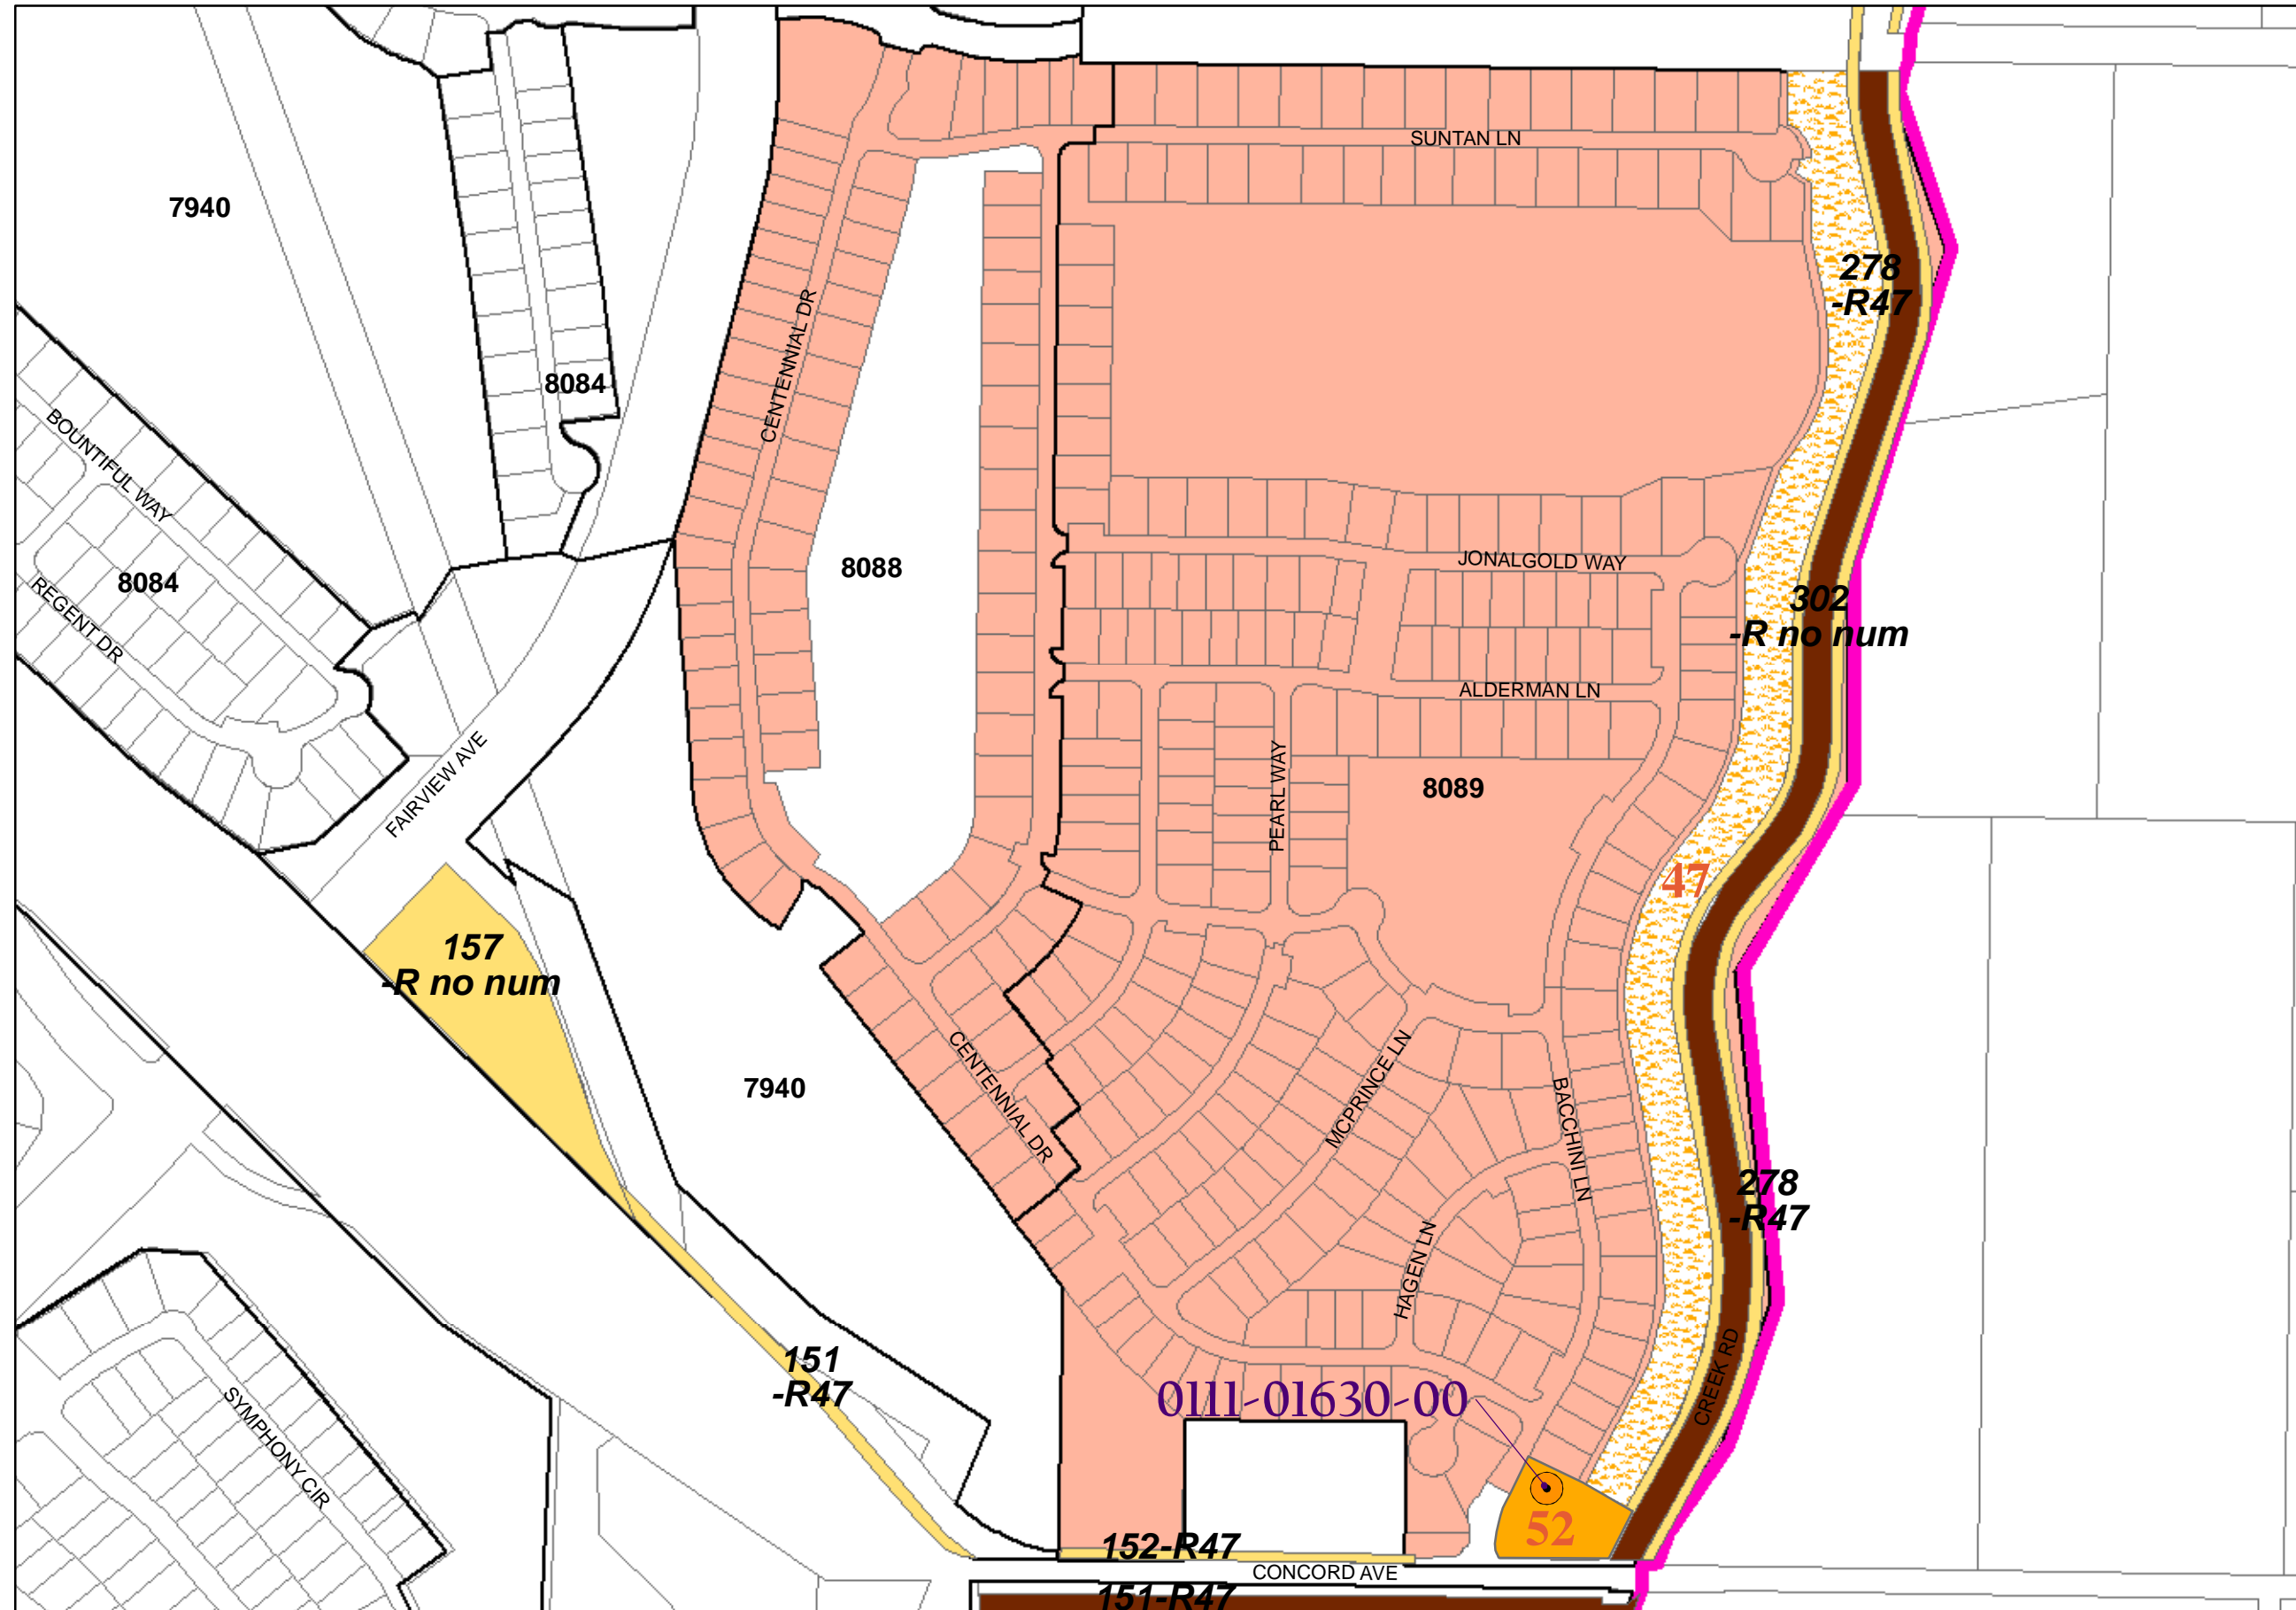 SUNTAN LN
7940
278
-R47
CENTENNIAL DR
8084
BOUNTIFUL WAY
8088
JONALGOLD WAY
8084
302
-R no num
REGENT DR
ALDERMAN LN
FAIRVIEW AVE
PEARL WAY
8089
47
157
-R no num
CENTENNIAL DR
7940
MCPRINCE LN
BACCHINI LN
278
-R47
HAGEN LN
151
-R47
CREEK RD
0111-01630-00
SYMPHONY CIR
52
152-R47
CONCORD AVE
151-R47